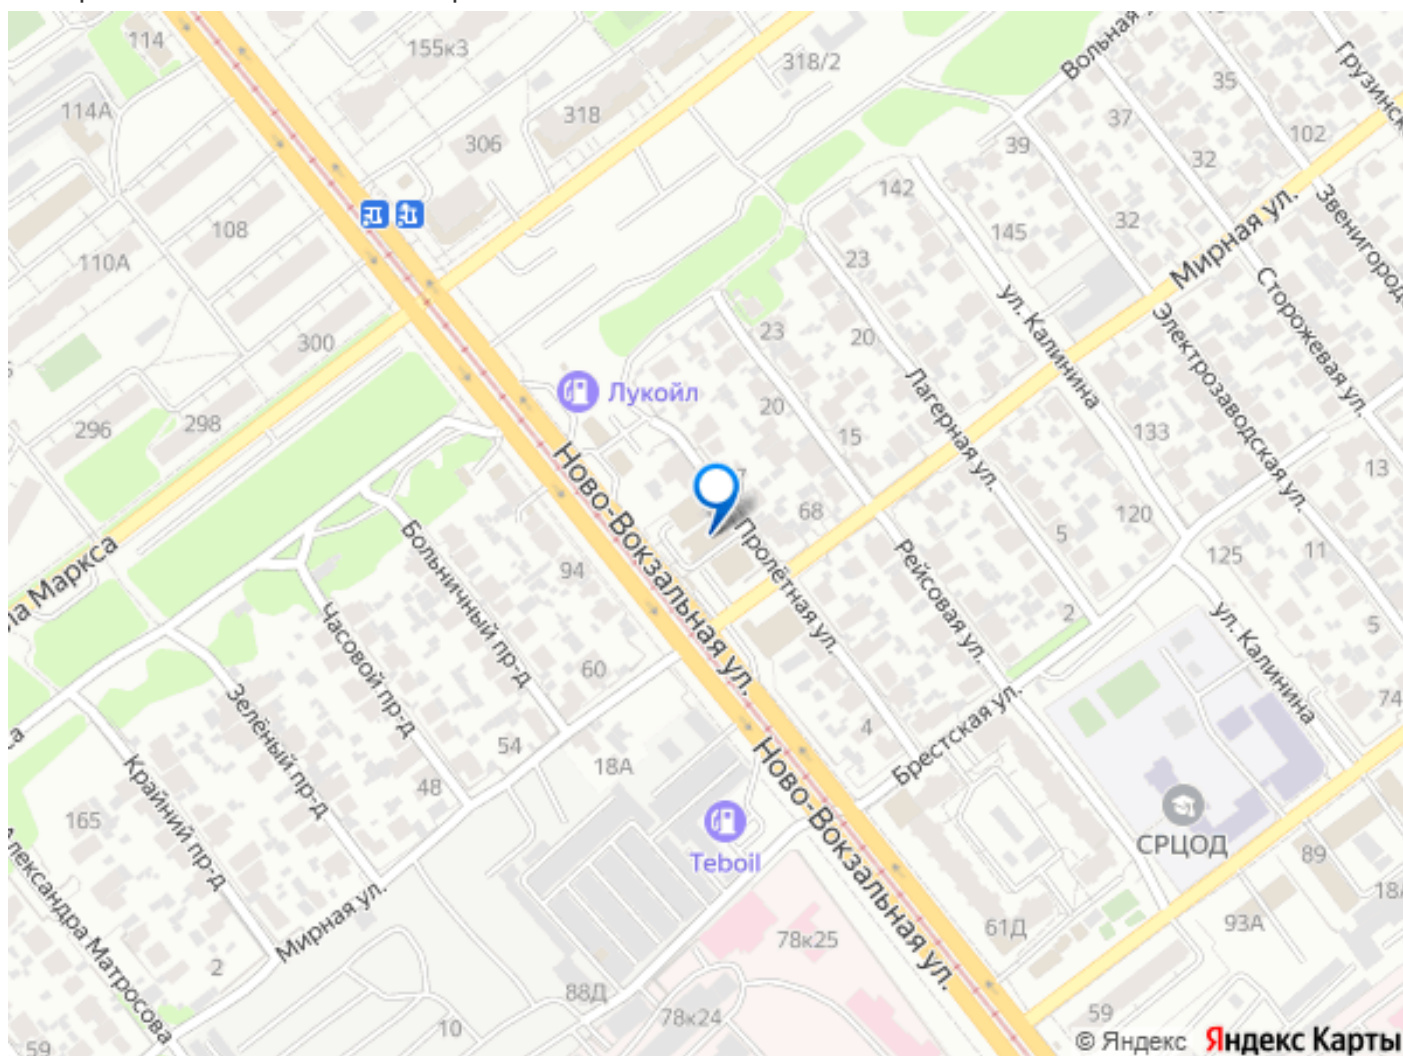 114
155к3
318/2
Вольная
Грузинск
114А
318
306
35
37
102
39
32
142
32
145
108
110А
Мирная ул.
Звенигородс
23
Сторожевая ул.
ул. Калинина
Электрозаводская ул.
300
23
20
Лукойл
Лагерная ул.
298
296
20
15
133
13
Ново-Вокзальная ул.
7
68
120
5
ла Маркса
Больничный пр-д
94
Пролётная ул.
Рейсовая ул.
125
11
Часовой пр-д
60
2
ул. Калинина
5
Зелёный пр-д
74
54
18А
4
Брестская ул.
Ново-Вокзальная ул.
Крайний пр-д
48
165
Teboil
СРЦОД
89
18А
Александра Матросова
Мирная ул.
61Д
93А
78к25
2
88Д
78к24
10
59
59
© Яндекс Яндекс Карты